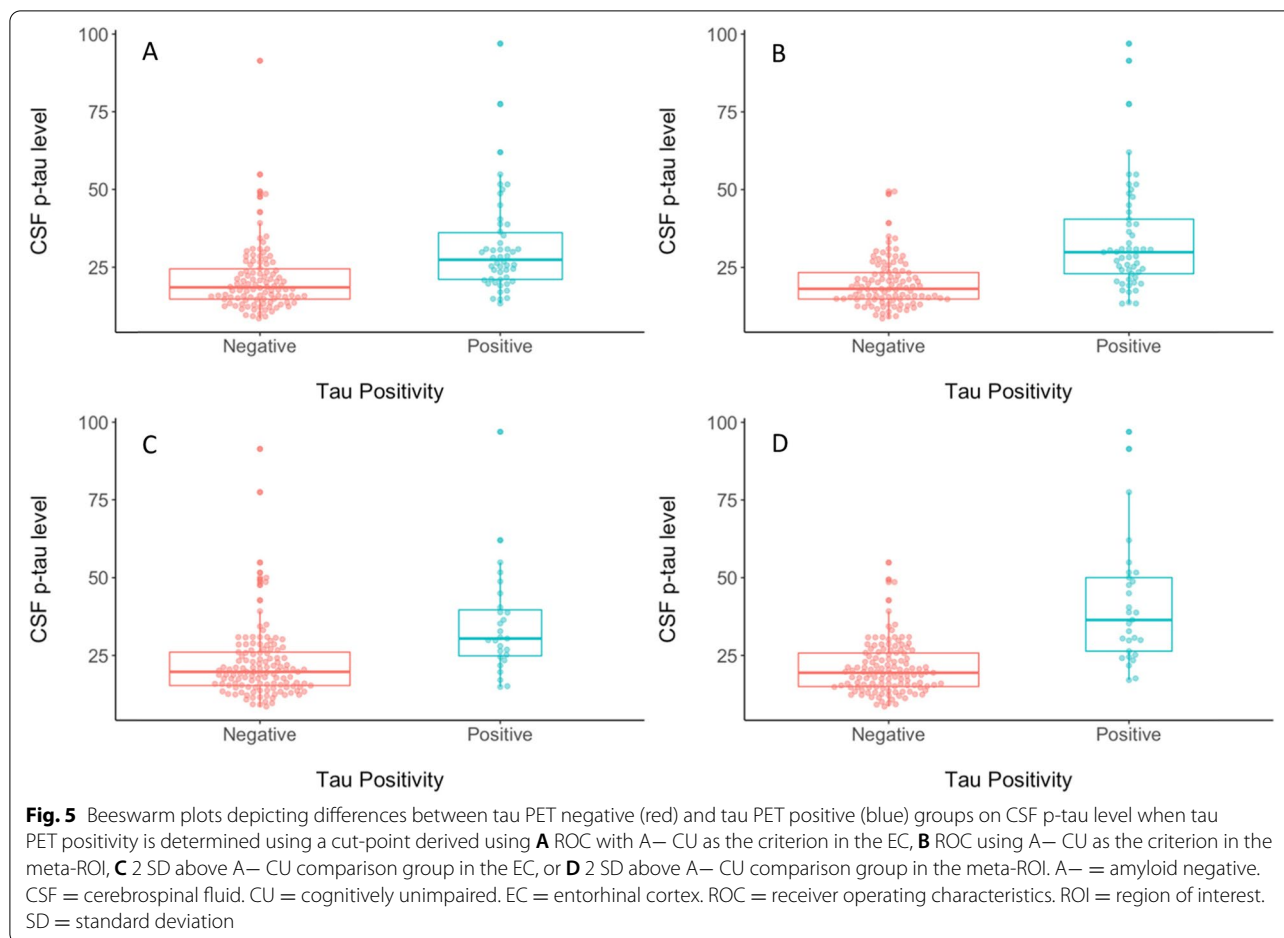 A
CSF p-tau level
100
75
50
25
Negative
Positive
Tau Positivity
B
CSF p-tau level
100
75
50
25
Negative
Positive
Tau Positivity
C
CSF p-tau level
100
75
50
25
Negative
Positive
Tau Positivity
D
CSF p-tau level
100
75
50
25
Negative
Positive
Tau Positivity
Fig. 5 Beeswarm plots depicting differences between tau PET negative (red) and tau PET positive (blue) groups on CSF p-tau level when tau
PET positivity is determined using a cut-point derived using A ROC with A− CU as the criterion in the EC, B ROC using A− CU as the criterion in the
meta-ROI, C 2 SD above A− CU comparison group in the EC, or D 2 SD above A− CU comparison group in the meta-ROI. A− = amyloid negative.
CSF = cerebrospinal fluid. CU = cognitively unimpaired. EC = entorhinal cortex. ROC = receiver operating characteristics. ROI = region of interest.
SD = standard deviation